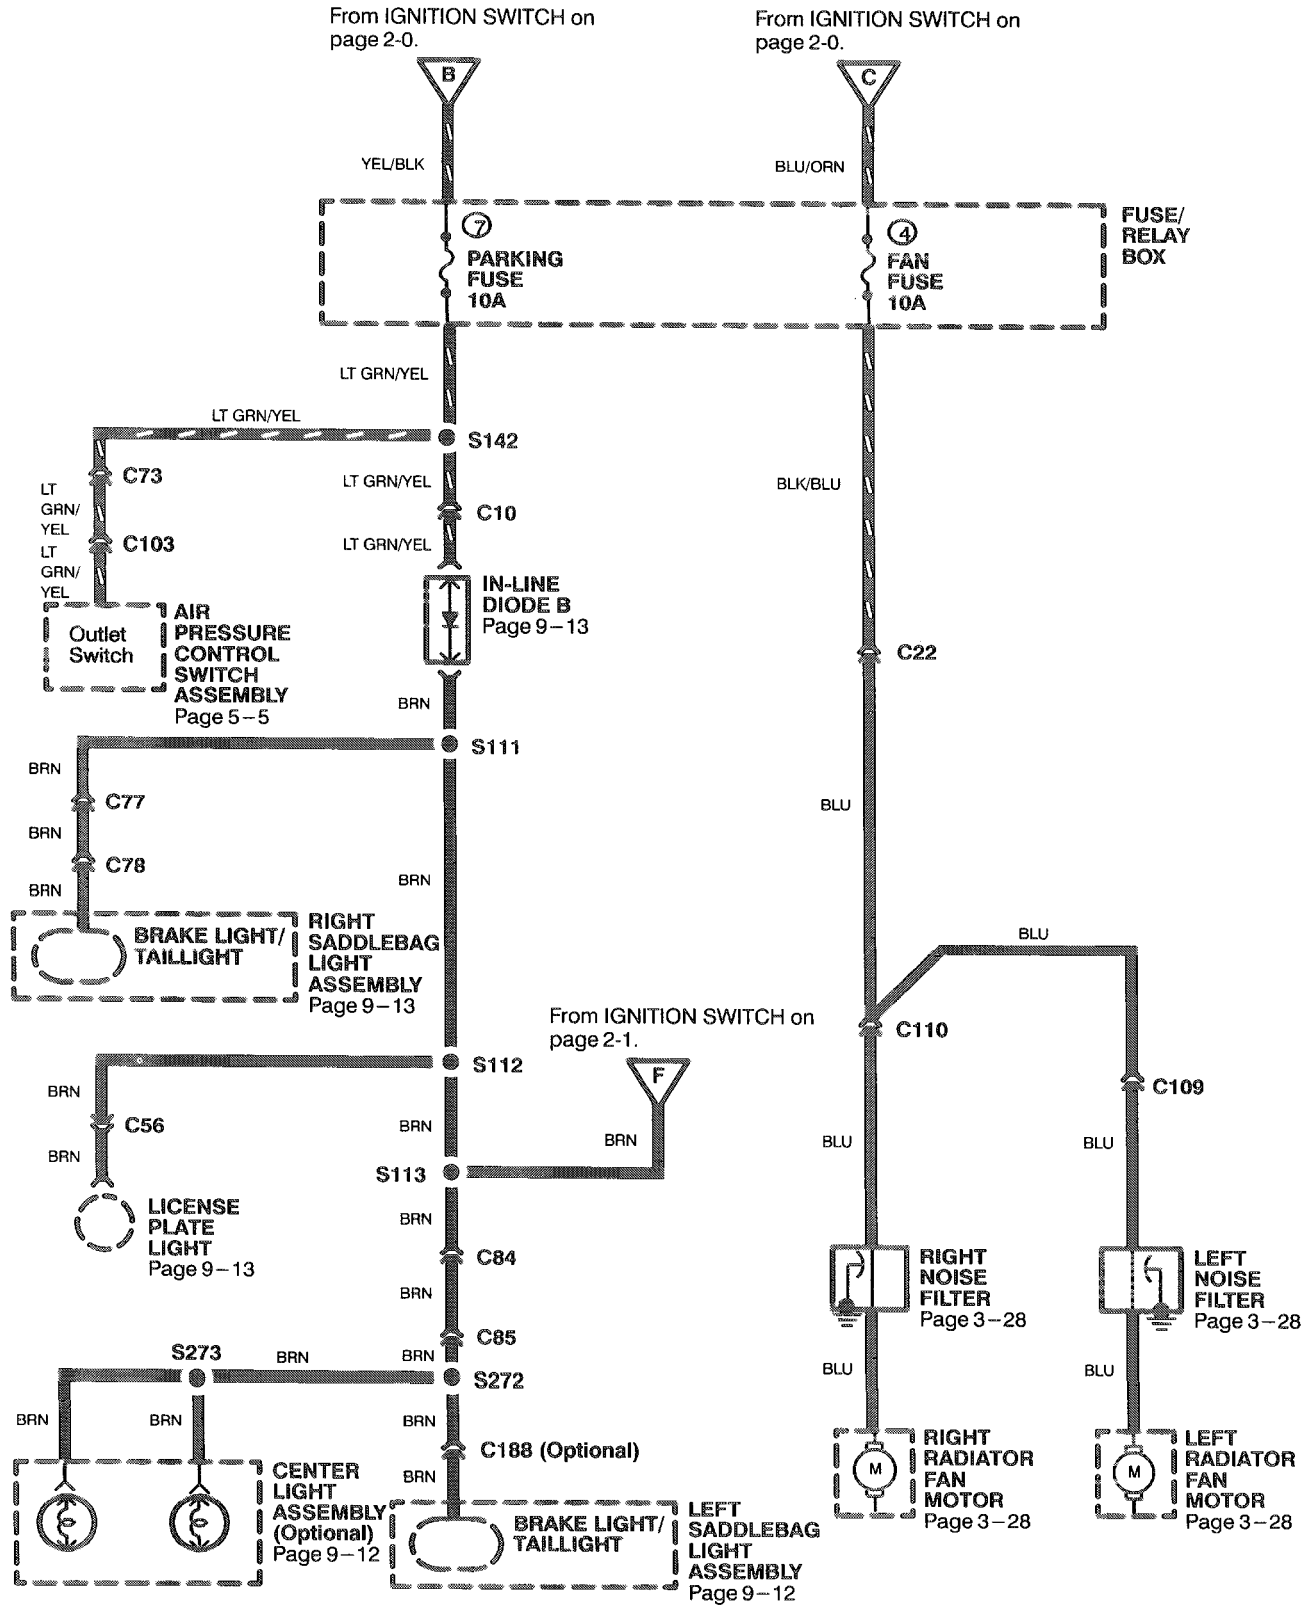 From IGNITION SWITCH on
page 2-0.
B
YEL/BLK
From IGNITION SWITCH on
page 2-0.
C
BLU/ORN
FUSE/
RELAY
BOX
7
PARKING
FUSE
10A
4
FAN
FUSE
10A
LT GRN/YEL
LT GRN/YEL
S142
C73
LT
GRN/
YEL
C103
LT
GRN/
YEL
LT GRN/YEL
C10
LT GRN/YEL
BLK/BLU
IN-LINE
DIODE B
Page 9-13
Outlet
Switch
AIR
PRESSURE
CONTROL
SWITCH
ASSEMBLY
Page 5-5
C22
BRN
S111
BRN
C77
BRN
C78
BRN
BRN
BLU
BRAKE LIGHT/
TAILLIGHT
RIGHT
SADDLEBAG
LIGHT
ASSEMBLY
Page 9-13
BLU
From IGNITION SWITCH on
page 2-1.
F
C110
S112
BRN
C56
BRN
BRN
BRN
C109
BLU
BLU
S113
LICENSE
PLATE
LIGHT
Page 9-13
BRN
C84
BRN
C85
BRN
RIGHT
NOISE
FILTER
Page 3-28
LEFT
NOISE
FILTER
Page 3-28
S273
BRN
S272
BLU
BLU
BRN
BRN
BRN
C188 (Optional)
BRN
CENTER
LIGHT
ASSEMBLY
(Optional)
Page 9-12
BRAKE LIGHT/
TAILLIGHT
LEFT
SADDLEBAG
LIGHT
ASSEMBLY
Page 9-12
M
RIGHT
RADIATOR
FAN
MOTOR
Page 3-28
M
LEFT
RADIATOR
FAN
MOTOR
Page 3-28